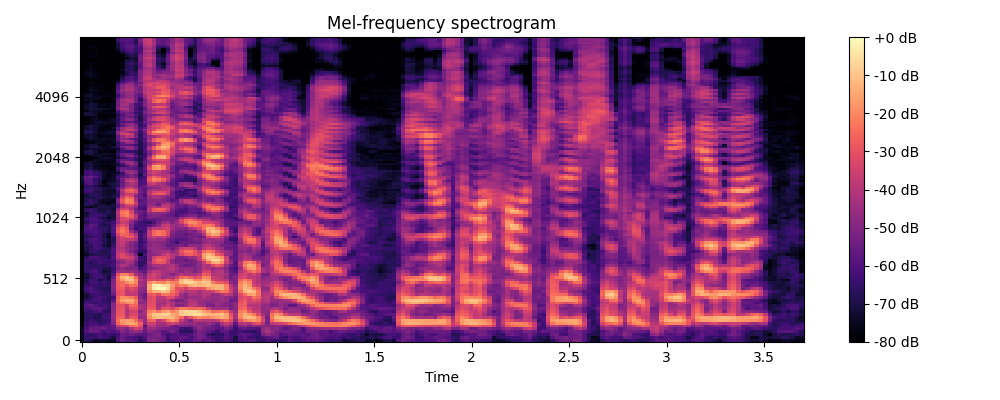 Mel-frequency spectrogram
+0 dB
4096
-10 dB
-20 dB
2048
-30 dB
Hz
1024
-40 dB
-50 dB
512
-60 dB
-70 dB
0
-80 dB
0 0.5 1 1.5 2 2.5 3 3.5
Time